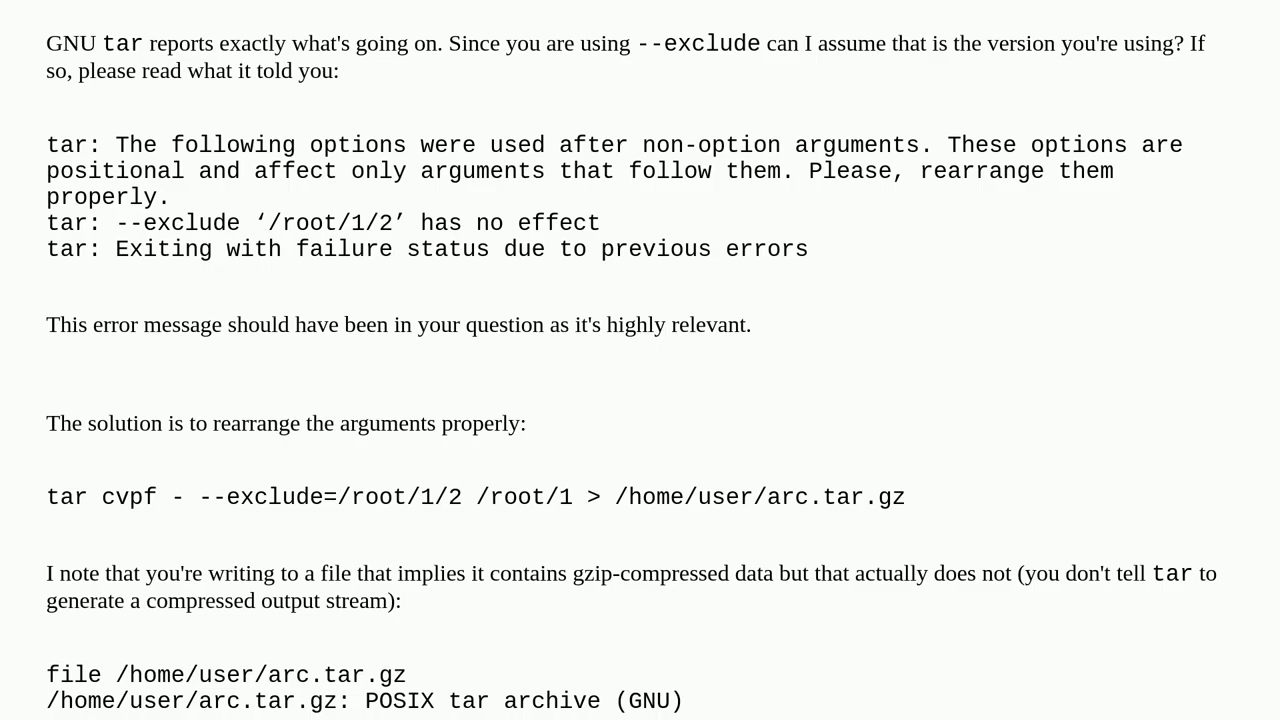 GNU tar reports exactly what's going on. Since you are using --exclude can I assume that is the version you're using? If
so, please read what it told you:
tar: The following options were used after non-option arguments. These options are
positional and affect only arguments that follow them. Please, rearrange them
properly.
tar: --exclude ‘/root/1/2’ has no effect
tar: Exiting with failure status due to previous errors
This error message should have been in your question as it's highly relevant.
The solution is to rearrange the arguments properly:
tar cvpf - --exclude=/root/1/2 /root/1 > /home/user/arc.tar.gz
I note that you're writing to a file that implies it contains gzip-compressed data but that actually does not (you don't tell tar to
generate a compressed output stream):
file /home/user/arc.tar.gz
/home/user/arc.tar.gz: POSIX tar archive (GNU)